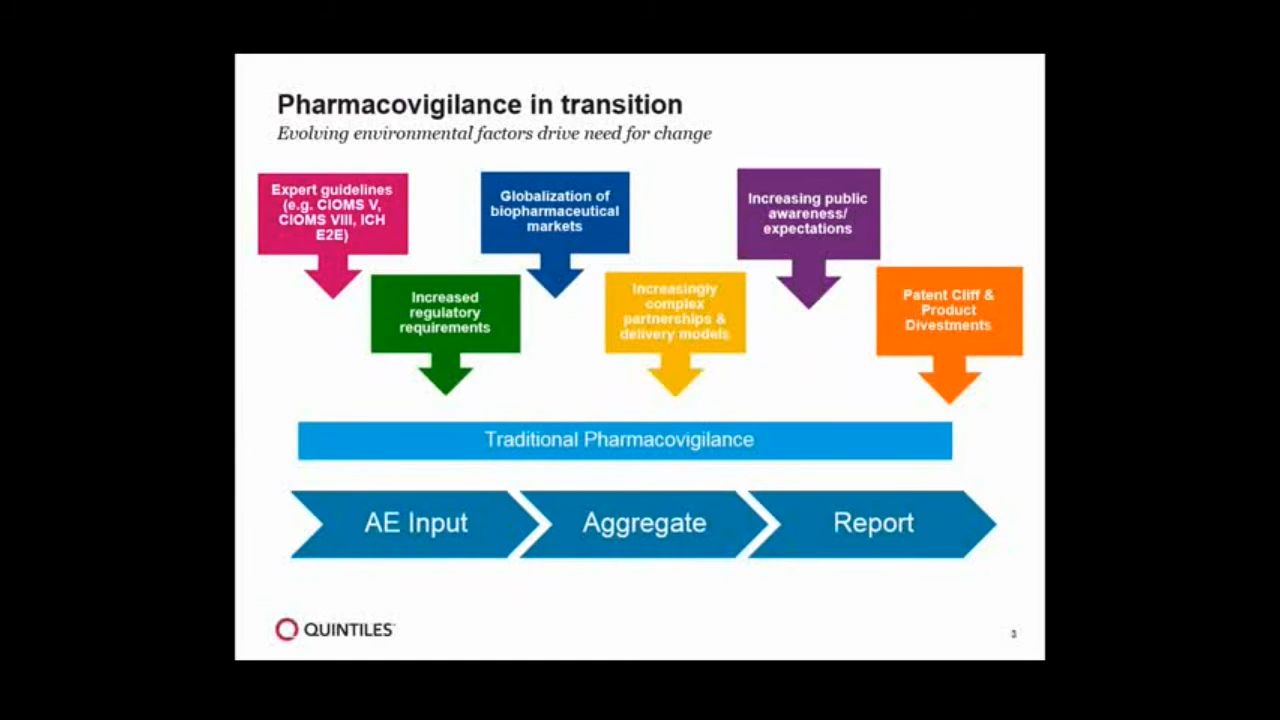 Pharmacovigilance in transition
Evolving environmental factors drive need for change
Expert guidelines
(e.g. CIOMS V,
CIOMS VIII, ICH
E2E)
Increased
regulatory
requirements
Globalization of
biopharmaceutical
markets
Increasingly
complex
partnerships &
delivery models
Increasing public
awareness/
expectations
Patent Cliff &
Product
Divestments
Traditional Pharmacovigilance
AE Input
Aggregate
Report
QUINTILES
3